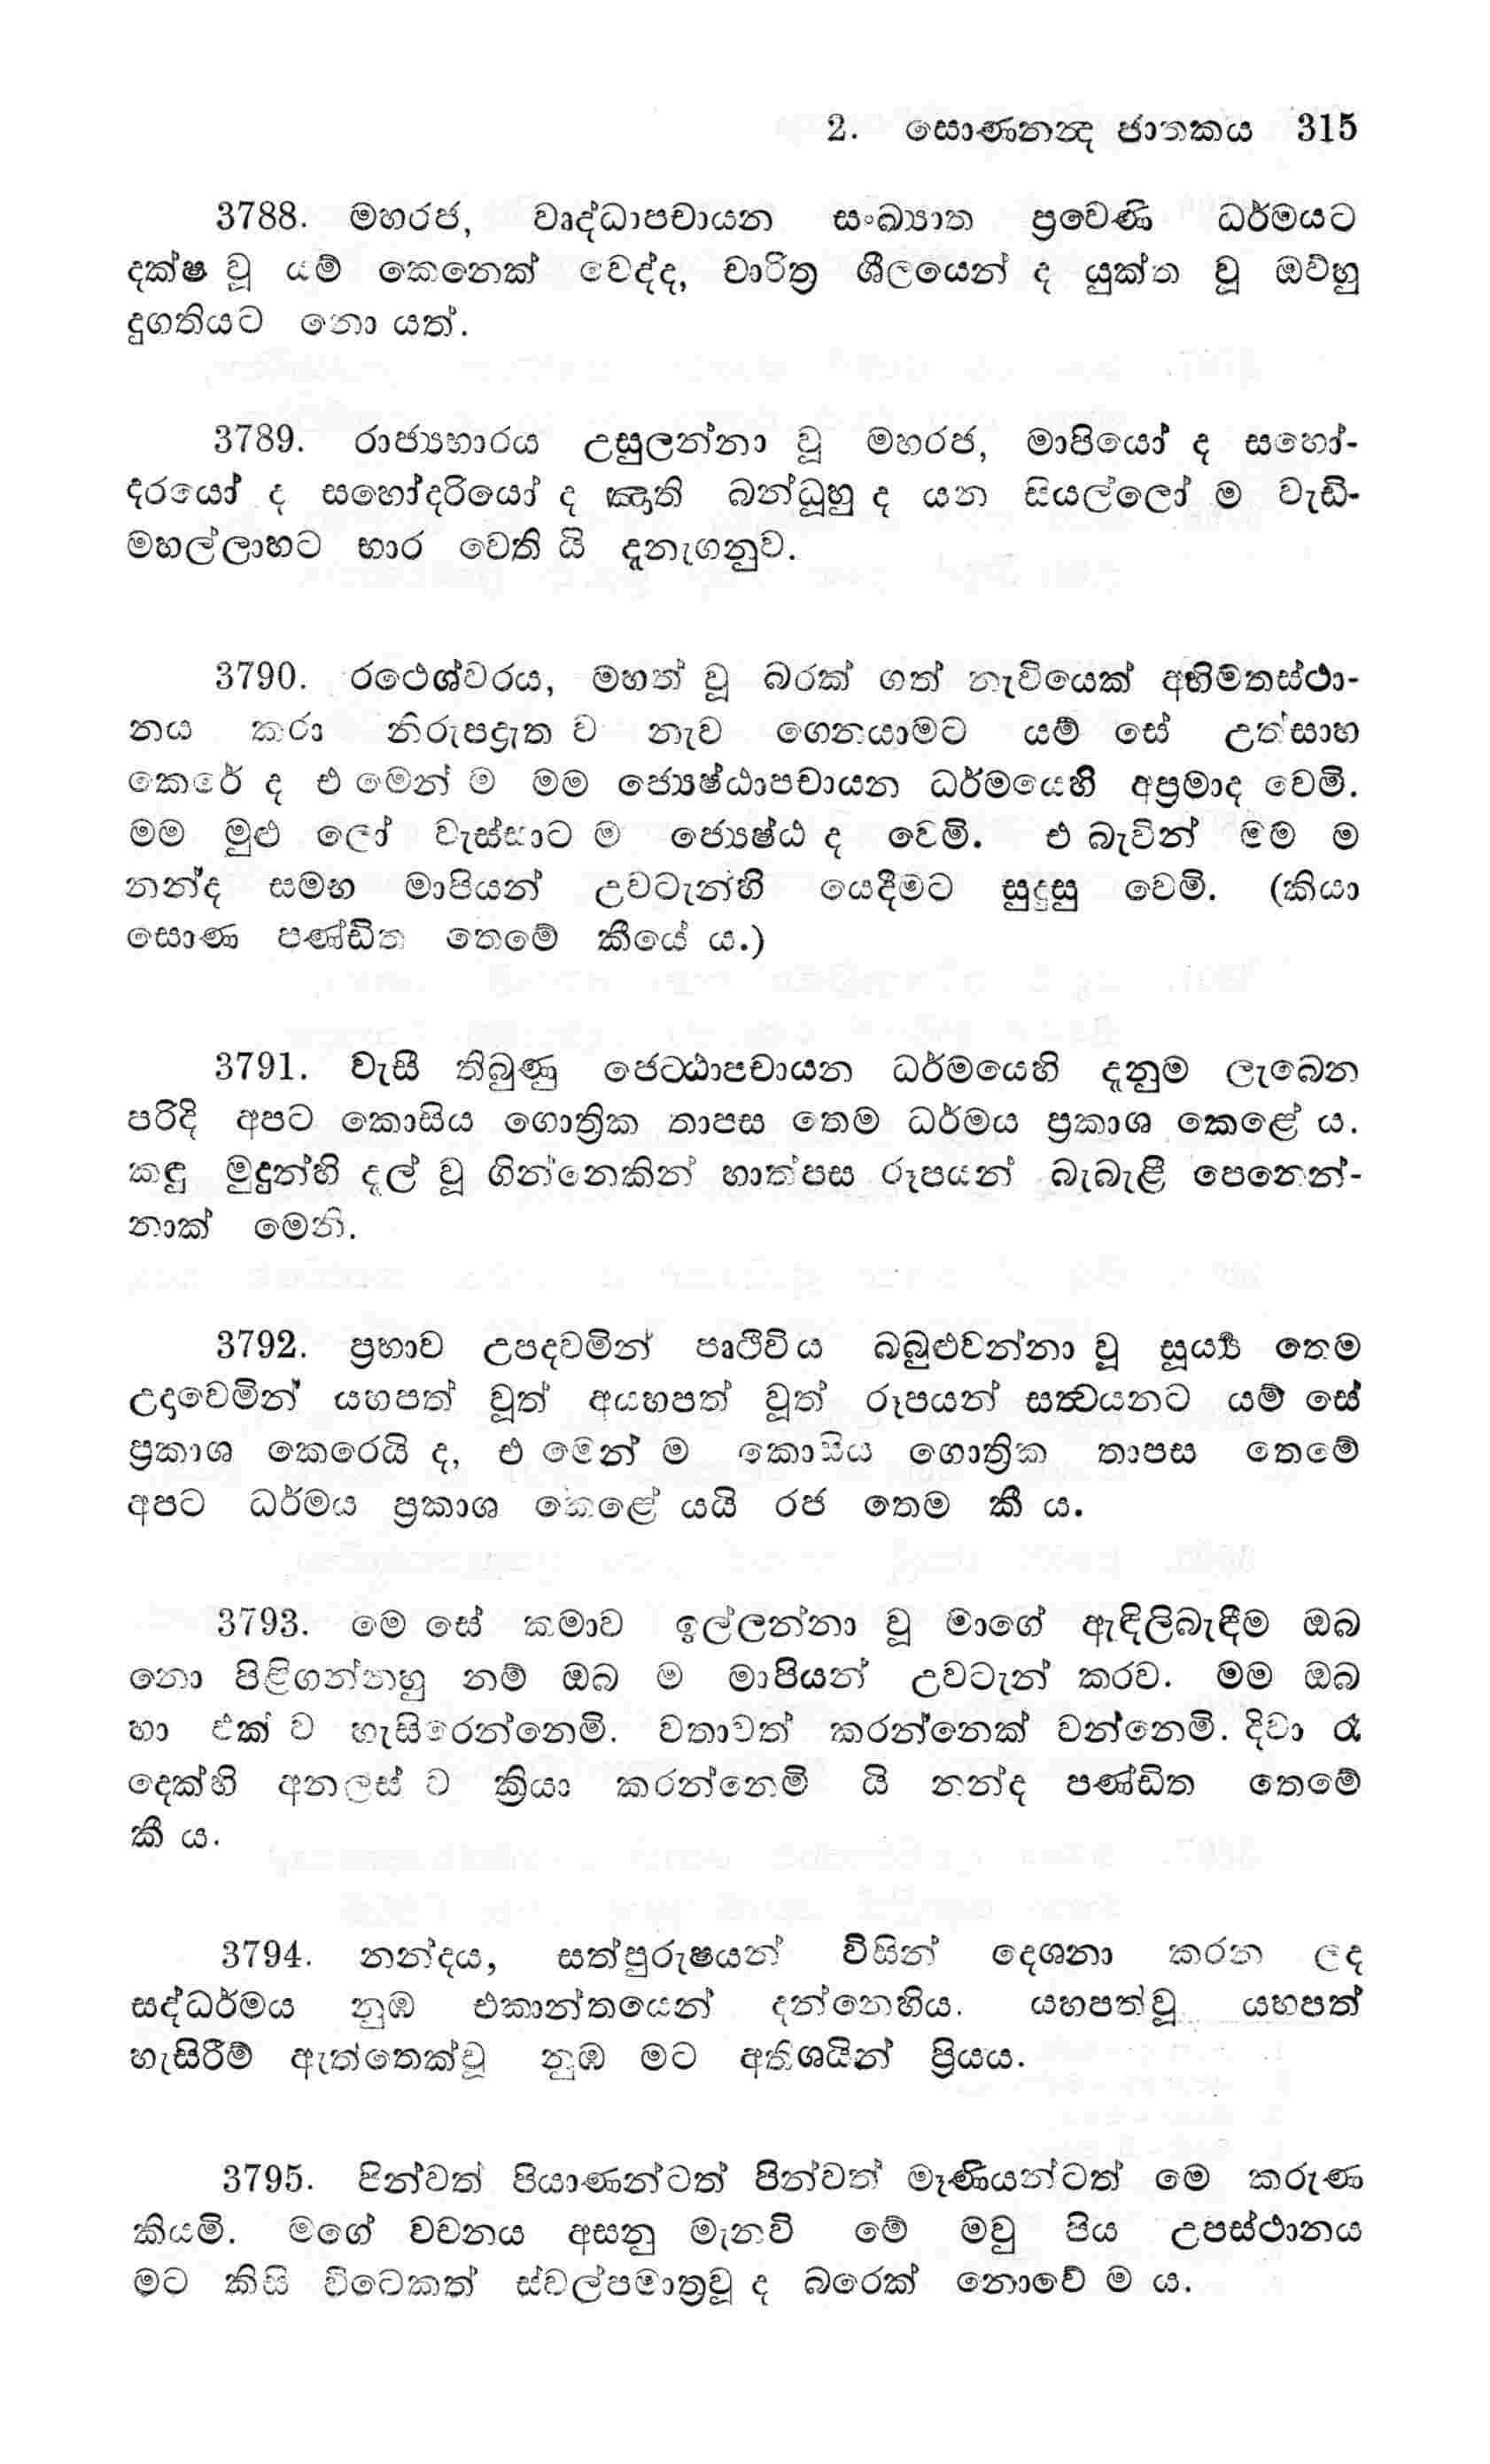 2. සොණනන්‍ද ජාතකය 315
3788. මහරජ, වෘද්ධාපචායන සංඛ්‍යාත ප්‍රවෙණි ධර්මයට
දක්ෂ වූ යම් කෙනෙක් වෙද්ද, චාරිත්‍ර ශීලයෙන් ද යුක්ත වූ ඔව්හු
දුගතියට නො යත්.
3789. රාජ්‍යභාරය උසුලන්නා වූ මහරජ, මාපියෝ ද සහෝ-
දරයෝ ද සහෝදරියෝ ද ඤාති බන්ධූහු ද යන සියල්ලෝ ම වැඩි-
මහල්ලාහට භාර වෙති යි දැනැගනුව.
3790. රථෙශ්වරය, මහත් වූ බරක් ගත් නැවියෙක් අභිමතස්ථා-
නය කරා නිරුපද්‍රැත ව නැව ගෙනයාමට යම් සේ උත්සාහ
කෙරේ ද එ මෙන් ම මම ජ්‍යෙෂ්ඨාපචායන ධර්මයෙහි අප්‍රමාද වෙමි.
මම මුළු ලෝ වැස්සාට ම ජ්‍යෙෂ්ඨ ද වෙමි. එ බැවින් මම ම
නන්ද සමඟ මාපියන් උවටැන්හි යෙදීමට සුදුසු වෙමි. (කියා
සොණ පණ්ඩිත තෙමේ කීයේ ය.)
3791. වැසී තිබුණු ජෙට්ඨාපචායන ධර්මයෙහි දැනුම ලැබෙන
පරිදි අපට කොසිය ගොත්‍රික තාපස තෙම ධර්මය ප්‍රකාශ කෙළේ ය.
කඳු මුදුන්හි දැල් වූ ගින්නෙකින් හාත්පස රූපයන් බැබැළී පෙනෙන්-
නාක් මෙනි.
3792. ප්‍රභාව උපදවමින් පෘථිවිය බබුළුවන්නා වූ සූර්‍ය්‍ය තෙම
උදාවෙමින් යහපත් වූත් අයහපත් වූත් රූපයන් සත්‍ත්‍වයනට යම් සේ
ප්‍රකාශ කෙරෙයි ද, එ මෙන් ම කොසිය ගොත්‍රික තාපස තෙමේ
අපට ධර්මය ප්‍රකාශ කෙළේ යයි රජ තෙම කී ය.
3793. මෙ සේ කමාව ඉල්ලන්නා වූ මාගේ ඇඳිලිබැඳීම ඔබ
නො පිළිගන්නහු නම් ඔබ ම මාපියන් උවටැන් කරව. මම ඔබ
හා එක් ව හැසිරෙන්නෙමි. වතාවත් කරන්නෙක් වන්නෙමි. දිවා රෑ
දෙක්හි අනලස් ව ක්‍රියා කරන්නෙමි යි නන්ද පණ්ඩිත තෙමේ
කී ය.
3794. නන්දය, සත්පුරුෂයන් විසින් දෙශනා කරන ලද
සද්ධර්මය නුඹ එකාන්තයෙන් දන්නෙහිය. යහපත්වූ යහපත්
හැසිරීම් ඇත්තෙක්වූ නුඹ මට අතිශයින් ප්‍රියය.
3795. පින්වත් පියාණන්ටත් පින්වත් මෑණියන්ටත් මෙ කරුණ
කියමි. මගේ වචනය අසනු මැනවි මේ මවු පිය උපස්ථානය
මට කිසි විටෙකත් ස්වල්පමාත්‍රවූ ද බරෙක් නොවේ ම ය.